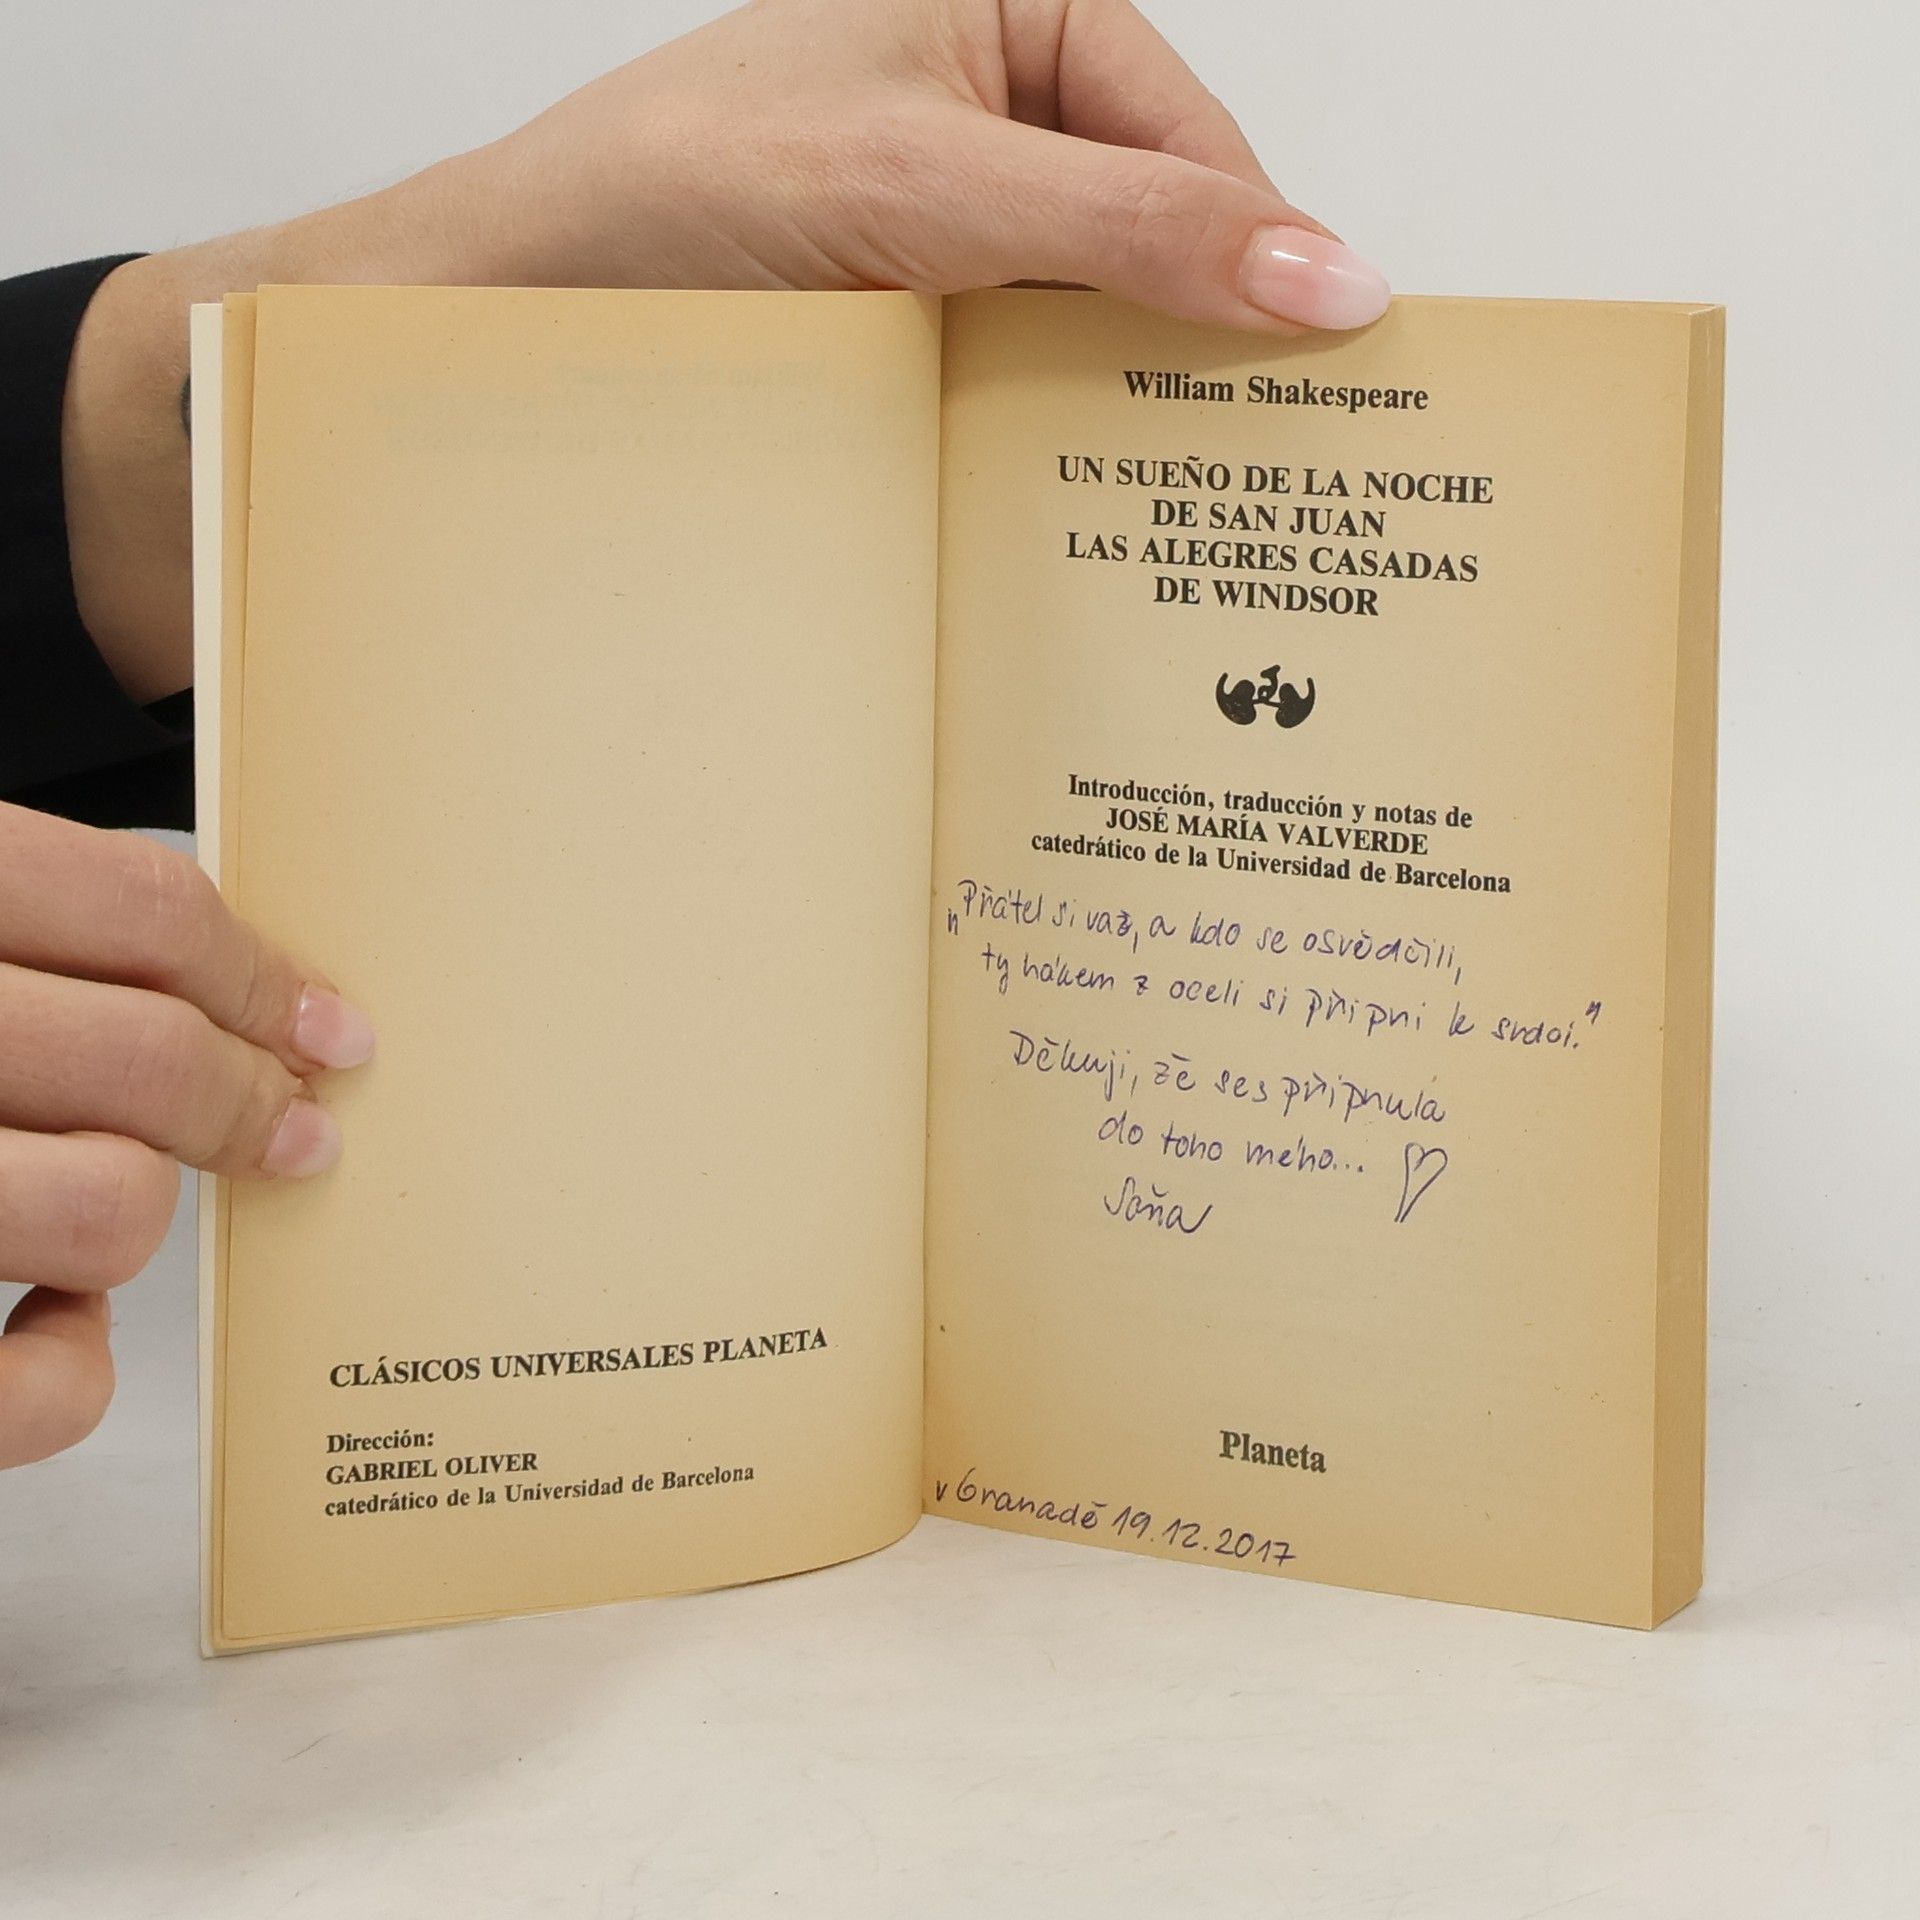 CLÁSICOS UNIVERSALES PLANETA
Dirección:
GABRIEL OLIVER
catedrático de la Universidad de Barcelona
William Shakespeare
UN SUEÑO DE LA NOCHE
DE SAN JUAN
LAS ALEGRES CASADAS
DE WINDSOR
Introducción, traducción y notas de
JOSÉ MARÍA VALVERDE
catedrático de la Universidad de Barcelona
„Přátel si važ, a kdo se osvědčili,
ty hákem z oceli si připni k srdci."
Děkuji, žě ses připnula
do toho mého... ♡
Soňa
Planeta
v Granadě 19.12.2017